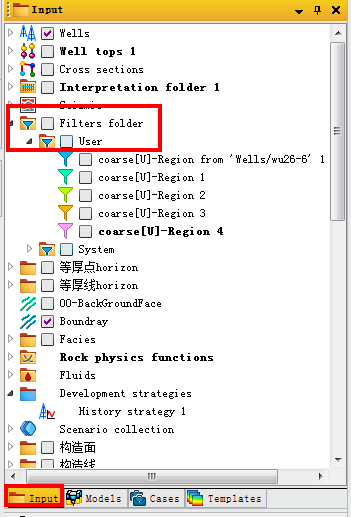 Input
Wells
Well tops 1
Cross sections
Interpretation folder 1
Seismic
Filters folder
User
coarse[U]-Region from 'Wells/wu26-6' 1
coarse[U]-Region 1
coarse[U]-Region 2
coarse[U]-Region 3
coarse[U]-Region 4
System
等厚点horizon
等厚线horizon
OO-BackGroundFace
Boundray
Facies
Rock physics functions
Fluids
Development strategies
History strategy 1
Scenario collection
构造面
构造线
Input Models Cases Templates